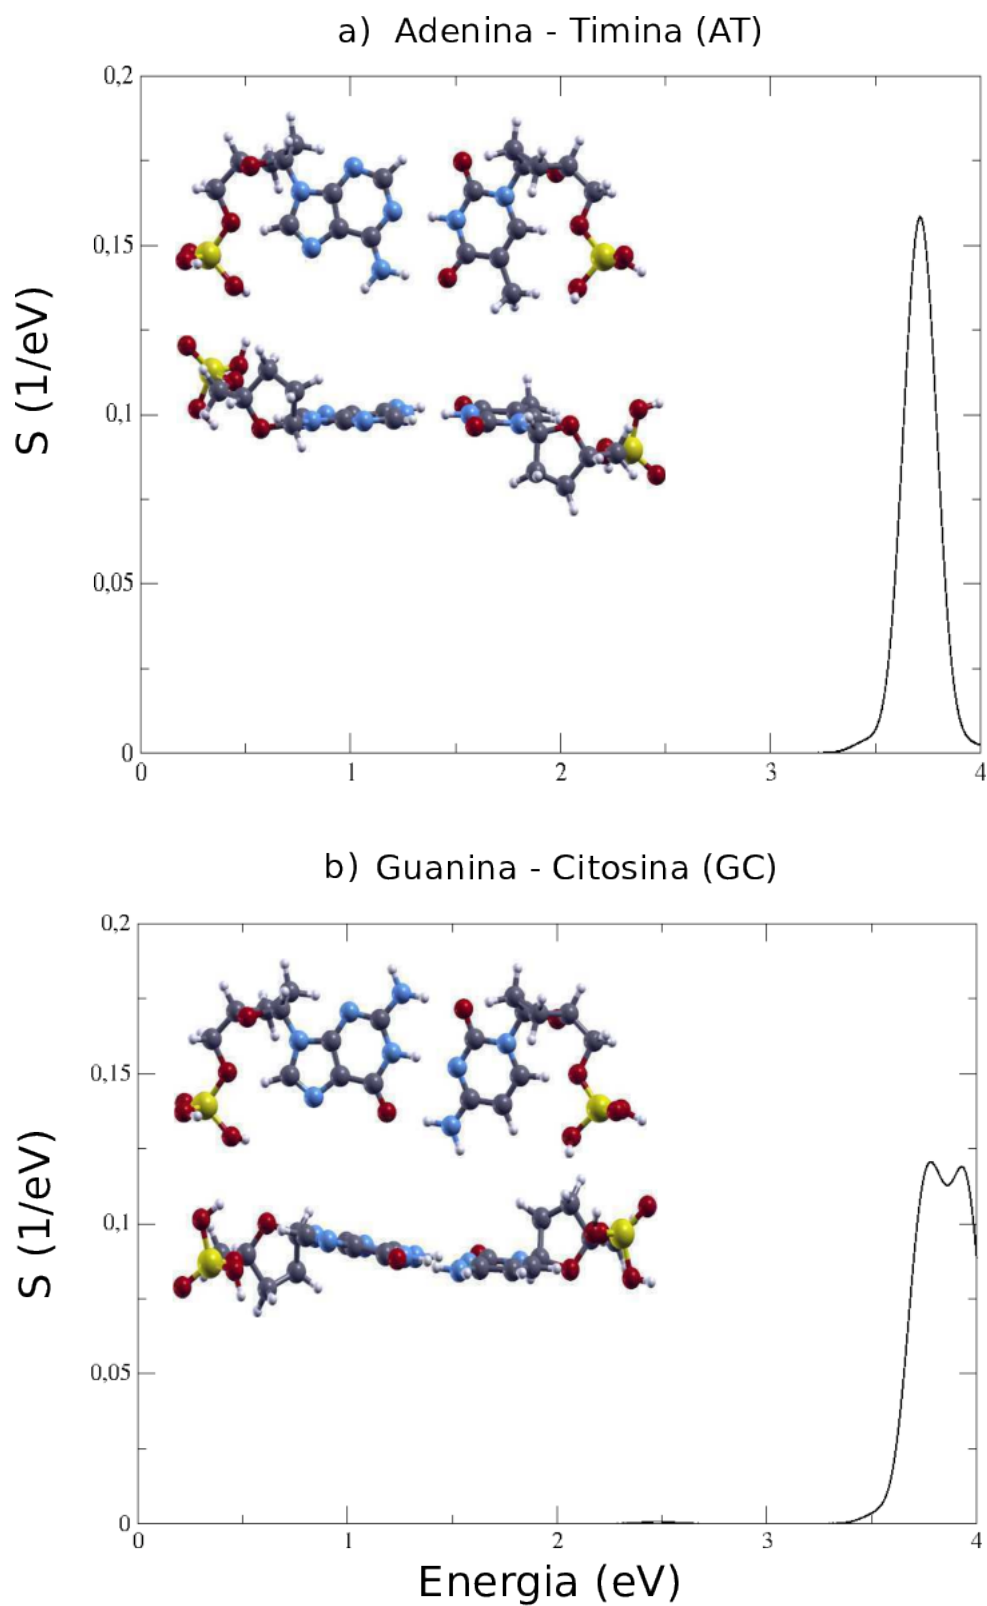 a) Adenina - Timina (AT)
0,2
0,15
0,1
0,05
0
S (1/eV)
0 1 2 3 4
b) Guanina - Citosina (GC)
0,2
0,15
0,1
0,05
0
S (1/eV)
0 1 2 3 4
Energia (eV)